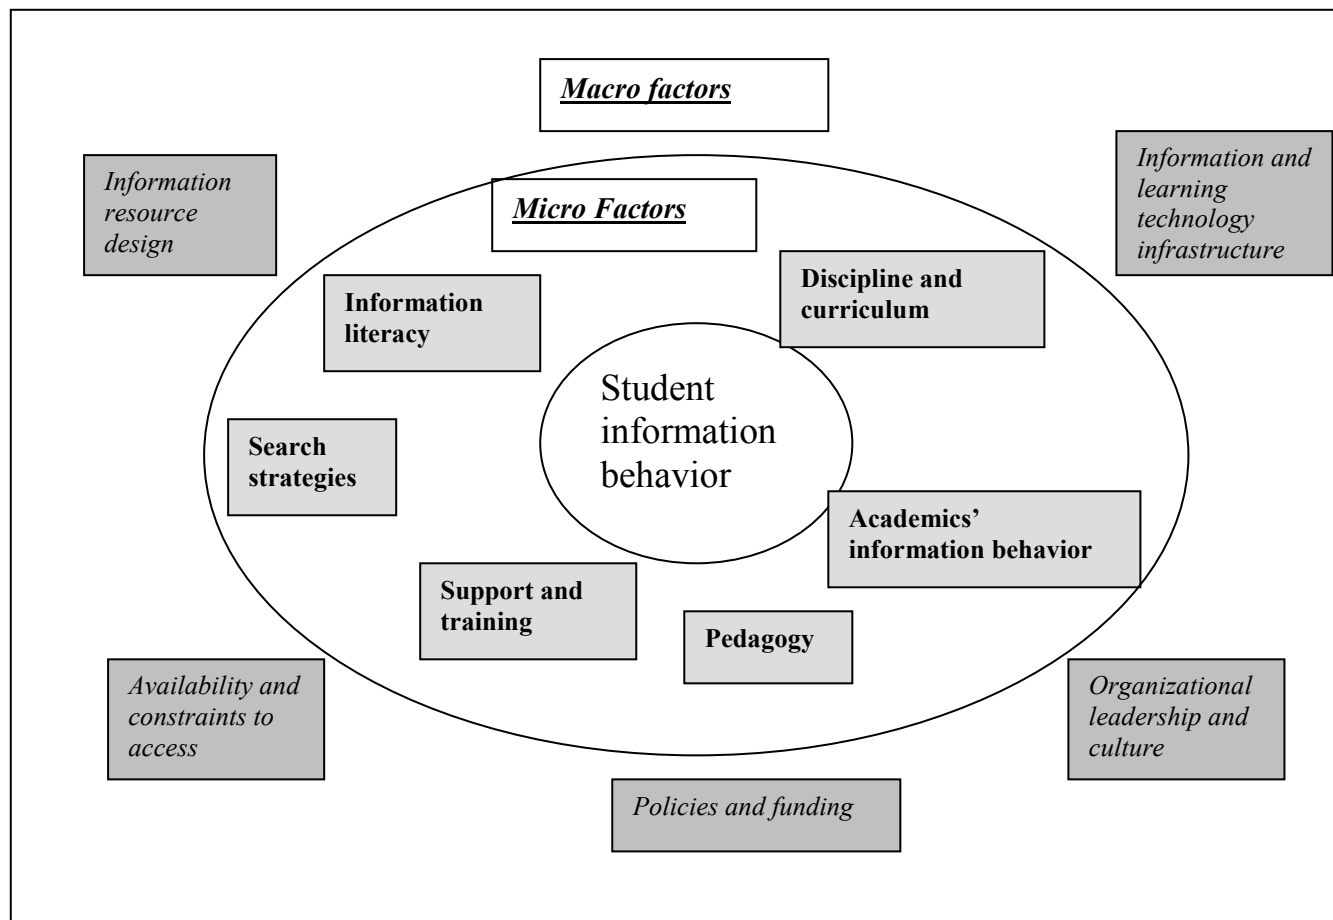 Macro factors
Information
resource
design
Information and
learning
technology
infrastructure
Micro Factors
Information
literacy
Discipline and
curriculum
Student
information
behavior
Search
strategies
Academics’
information behavior
Support and
training
Pedagogy
Availability and
constraints to
access
Organizational
leadership and
culture
Policies and funding